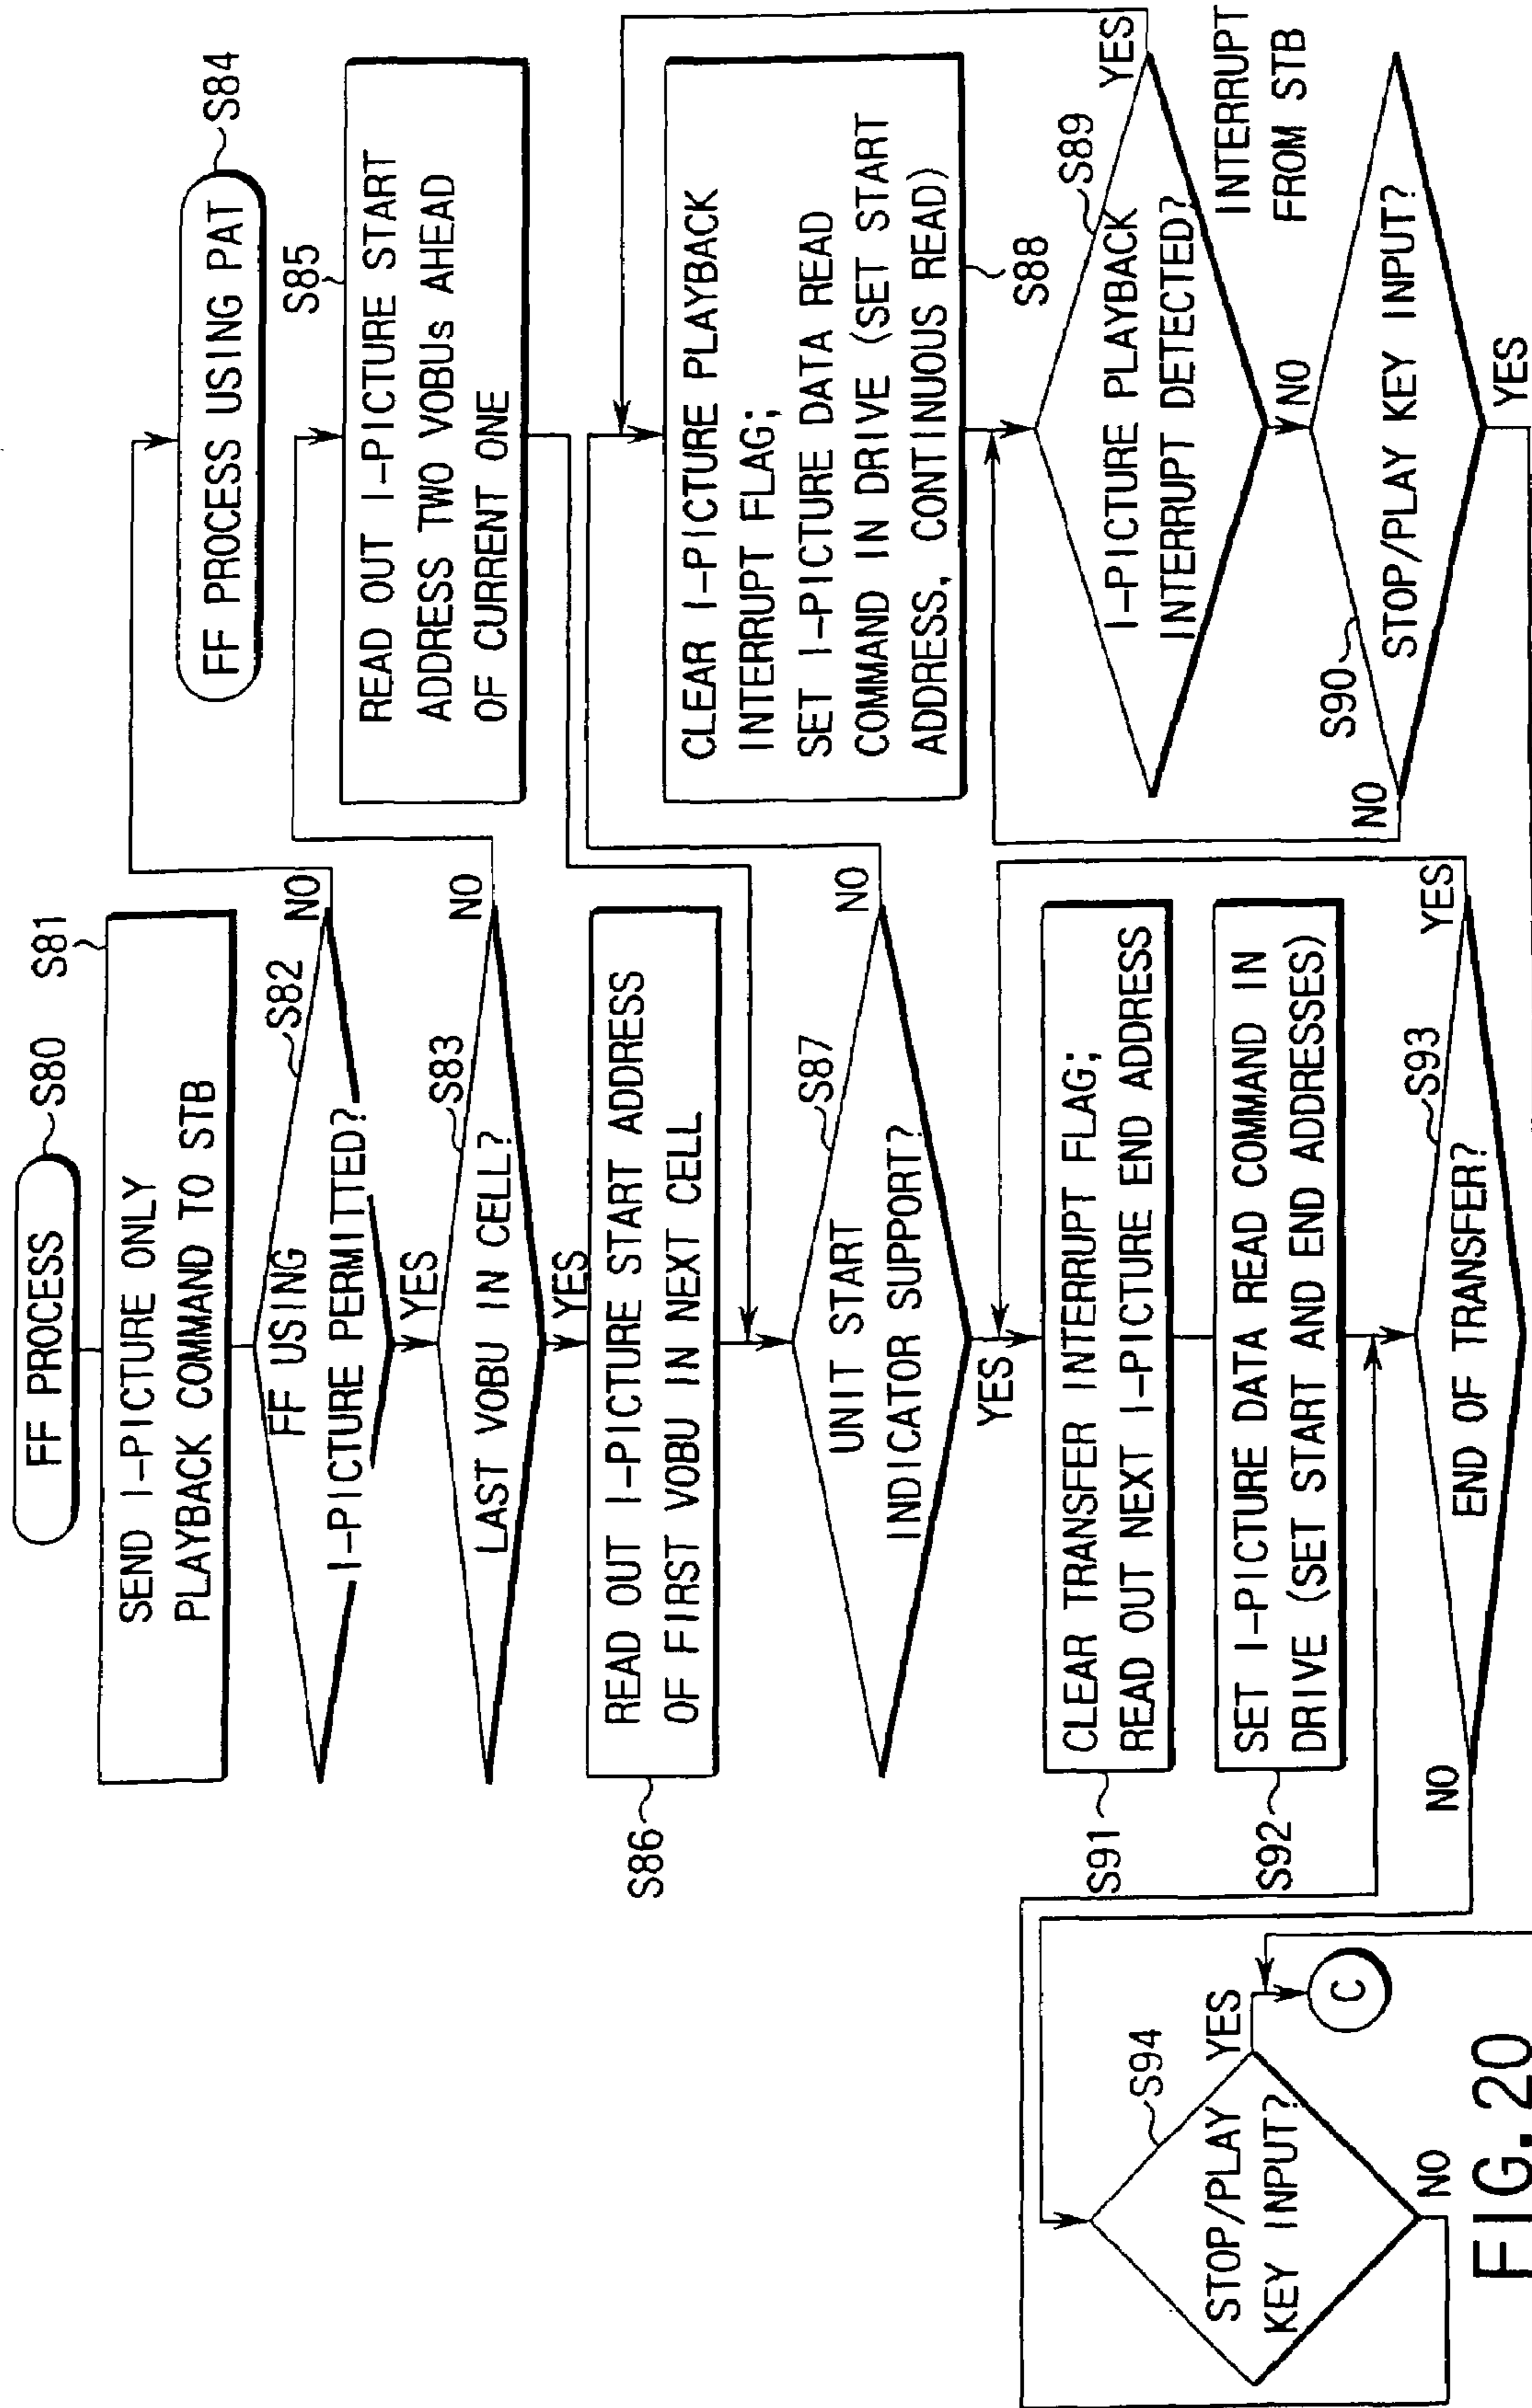 FF PROCESS
S80
S81
SEND I-PICTURE ONLY
PLAYBACK COMMAND TO STB
S82
FF USING
I-PICTURE PERMITTED?
NO
YES
FF PROCESS USING PAT
S84
S83
LAST VOBU IN CELL?
NO
YES
S85
READ OUT I-PICTURE START
ADDRESS TWO VOBUs AHEAD
OF CURRENT ONE
READ OUT I-PICTURE START ADDRESS
OF FIRST VOBU IN NEXT CELL
S86
S87
UNIT START
INDICATOR SUPPORT?
NO
YES
CLEAR I-PICTURE PLAYBACK
INTERRUPT FLAG;
SET I-PICTURE DATA READ
COMMAND IN DRIVE (SET START
ADDRESS, CONTINUOUS READ)
S88
S89
I-PICTURE PLAYBACK
INTERRUPT DETECTED?
YES
NO
INTERRUPT
FROM STB
S90
STOP/PLAY KEY INPUT?
NO
YES
CLEAR TRANSFER INTERRUPT FLAG;
READ OUT NEXT I-PICTURE END ADDRESS
S91
SET I-PICTURE DATA READ COMMAND IN
DRIVE (SET START AND END ADDRESSES)
S92
S93
END OF TRANSFER?
YES
NO
S94
STOP/PLAY
KEY INPUT?
YES
NO
C
FIG. 20